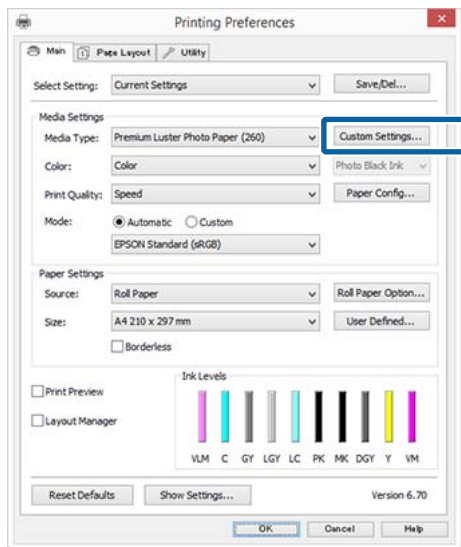 Printing Preferences
Main Page Layout Utility
Select Setting: Current Settings Save/Del...
Media Settings
Media Type: Premium Luster Photo Paper (260) Custom Settings...
Color: Color Photo Black Ink
Print Quality: Speed Paper Config...
Mode: Automatic Custom
EPSON Standard (sRGB)
Paper Settings
Source: Roll Paper Roll Paper Option...
Size: A4 210 x 297 mm User Defined...
Borderless
Ink Levels
Print Preview
Layout Manager
VLM C GY LGY LC PK MK DGY Y VM
Reset Defaults Show Settings... Version 6.70
OK Cancel Help